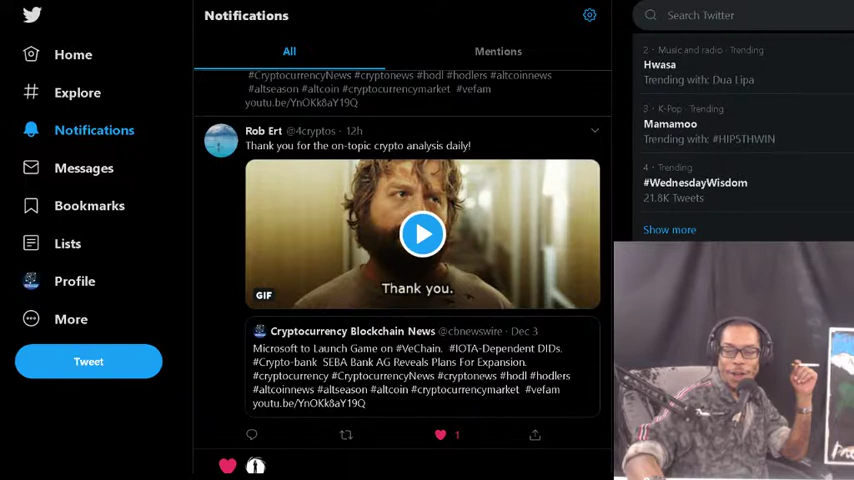 Home
Explore
Notifications
Messages
Bookmarks
Lists
Profile
More
Tweet
Notifications
All
Mentions
#CryptocurrencyNews #cryptonews #hodl #hodlers #altcoinnews
#altseason #altcoin #cryptocurrencymarket #vefam
youtu.be/YnOKk8aY19Q
Rob Ert @4cryptos · 12h
Thank you for the on-topic crypto analysis daily!
Thank you.
GIF
Cryptocurrency Blockchain News @cbnewswire · Dec 3
Microsoft to Launch Game on #VeChain. #IOTA-Dependent DIDs.
#Crypto-bank SEBA Bank AG Reveals Plans For Expansion.
#cryptocurrency #CryptocurrencyNews #cryptonews #hodl #hodlers
#altcoinnews #altseason #altcoin #cryptocurrencymarket #vefam
youtu.be/YnOKk8aY19Q
1
Search Twitter
2 · Music and radio · Trending
Hwasa
Trending with: Dua Lipa
3 · K-Pop · Trending
Mamamoo
Trending with: #HIPSTHWIN
4 · Trending
#WednesdayWisdom
21.8K Tweets
Show more